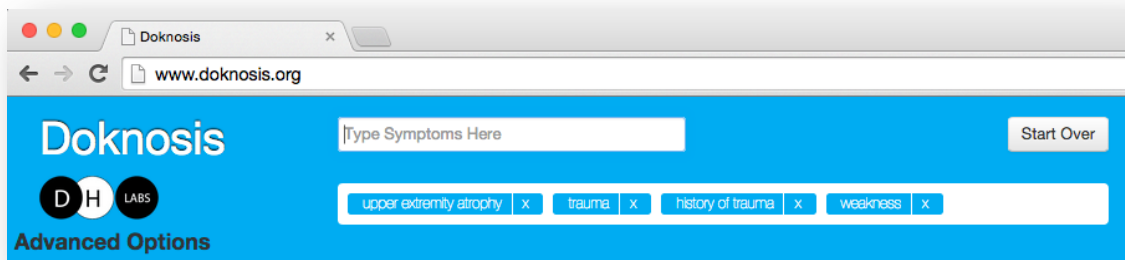 Doknosis x
www.doknosis.org
Doknosis Type Symptoms Here Start Over
D H LABS upper extremity atrophy x trauma x history of trauma x weakness x
Advanced Options